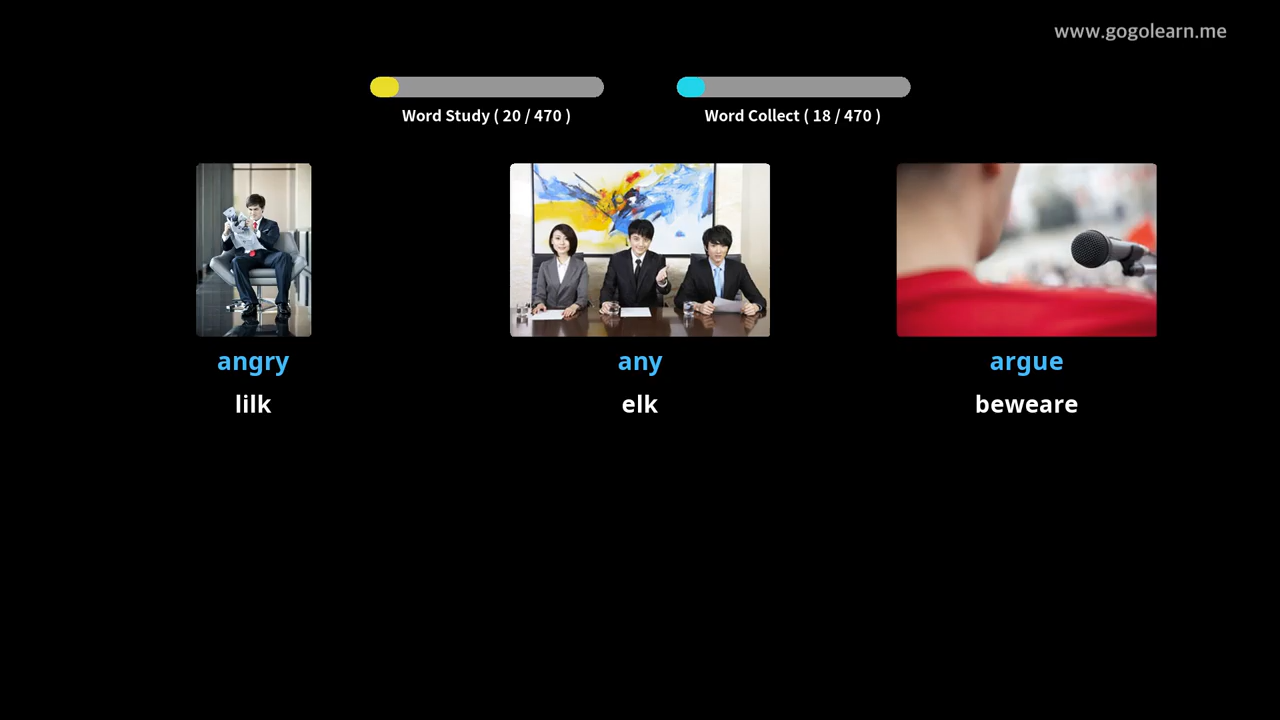 www.gogolearn.me
Word Study ( 20 / 470 )
Word Collect ( 18 / 470 )
angry
any
argue
lilk
elk
beweare